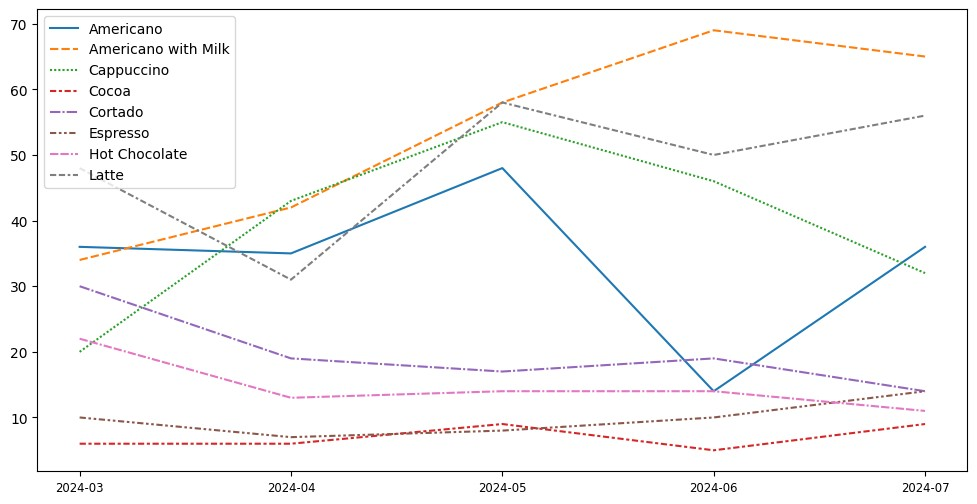 70
60
50
40
30
20
10
Americano
Americano with Milk
Cappuccino
Cocoa
Cortado
Espresso
Hot Chocolate
Latte
2024-03 2024-04 2024-05 2024-06 2024-07